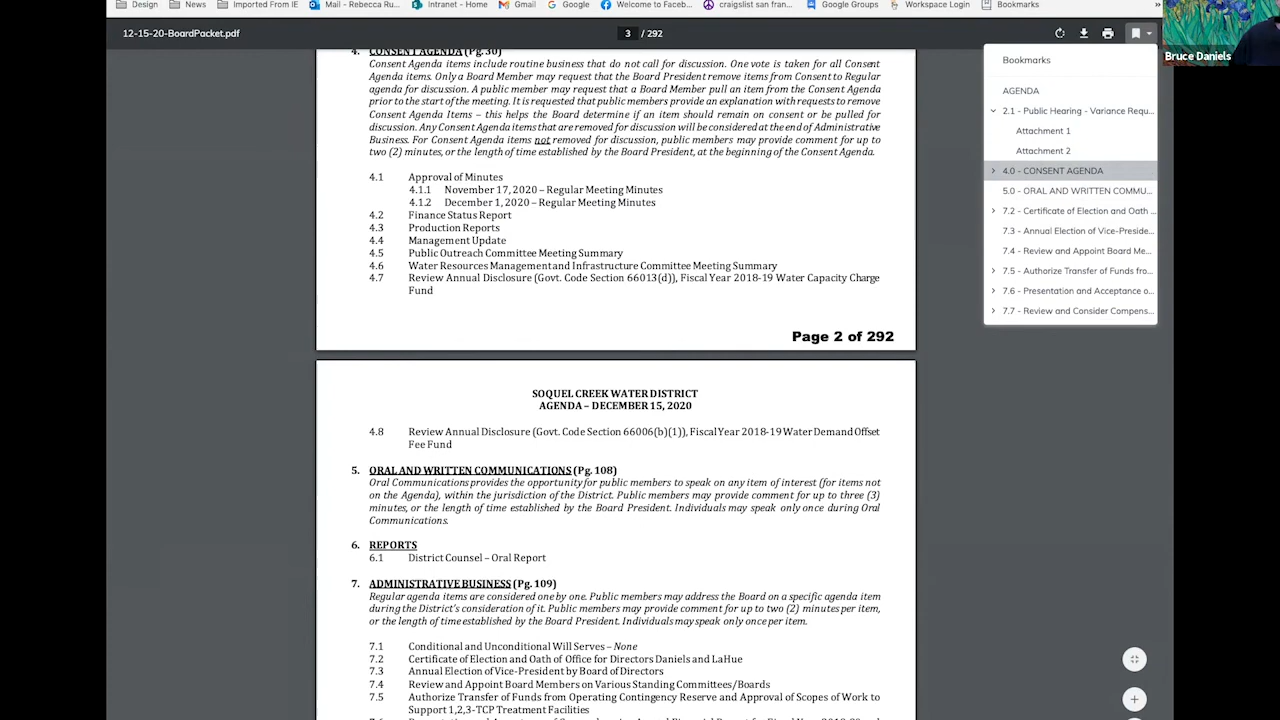 Design
News
Imported From IE
Mail - Rebecca Ru...
Intranet - Home
Gmail
Google
Welcome to Faceb...
craigslist san fran...
Google Groups
Workspace Login
Bookmarks
»
12-15-20-BoardPacket.pdf
3 / 292
Bruce Daniels
4. CONSENT AGENDA (Pg.30)
Consent Agenda items include routine business that do not call for discussion. One vote is taken for all Consent
Agenda items. Only a Board Member may request that the Board President remove items from Consent to Regular
agenda for discussion. A public member may request that a Board Member pull an item from the Consent Agenda
prior to the start of the meeting. It is requested that public members provide an explanation with requests to remove
Consent Agenda Items – this helps the Board determine if an item should remain on consent or be pulled for
discussion. Any Consent Agenda items that are removed for discussion will be considered at the end of Administrative
Business. For Consent Agenda items not removed for discussion, public members may provide comment for up to
two (2) minutes, or the length of time established by the Board President, at the beginning of the Consent Agenda.
4.1 Approval of Minutes
4.1.1 November 17, 2020 – Regular Meeting Minutes
4.1.2 December 1, 2020 – Regular Meeting Minutes
4.2 Finance Status Report
4.3 Production Reports
4.4 Management Update
4.5 Public Outreach Committee Meeting Summary
4.6 Water Resources Management and Infrastructure Committee Meeting Summary
4.7 Review Annual Disclosure (Govt. Code Section 66013(d)), Fiscal Year 2018-19 Water Capacity Charge
Fund
Page 2 of 292
SOQUEL CREEK WATER DISTRICT
AGENDA – DECEMBER 15, 2020
4.8 Review Annual Disclosure (Govt. Code Section 66006(b)(1)), Fiscal Year 2018-19 Water Demand Offset
Fee Fund
5. ORAL AND WRITTEN COMMUNICATIONS (Pg. 108)
Oral Communications provides the opportunity for public members to speak on any item of interest (for items not
on the Agenda), within the jurisdiction of the District. Public members may provide comment for up to three (3)
minutes, or the length of time established by the Board President. Individuals may speak only once during Oral
Communications.
6. REPORTS
6.1 District Counsel – Oral Report
7. ADMINISTRATIVE BUSINESS (Pg. 109)
Regular agenda items are considered one by one. Public members may address the Board on a specific agenda item
during the District's consideration of it. Public members may provide comment for up to two (2) minutes per item,
or the length of time established by the Board President. Individuals may speak only once per item.
7.1 Conditional and Unconditional Will Serves – None
7.2 Certificate of Election and Oath of Office for Directors Daniels and LaHue
7.3 Annual Election of Vice-President by Board of Directors
7.4 Review and Appoint Board Members on Various Standing Committees/Boards
7.5 Authorize Transfer of Funds from Operating Contingency Reserve and Approval of Scopes of Work to
Support 1,2,3-TCP Treatment Facilities
Bookmarks
AGENDA
2.1 - Public Hearing - Variance Requ...
Attachment 1
Attachment 2
4.0 - CONSENT AGENDA
5.0 - ORAL AND WRITTEN COMMU...
7.2 - Certificate of Election and Oath ...
7.3 - Annual Election of Vice-Preside...
7.4 - Review and Appoint Board Me...
7.5 - Authorize Transfer of Funds fro...
7.6 - Presentation and Acceptance o...
7.7 - Review and Consider Compens...